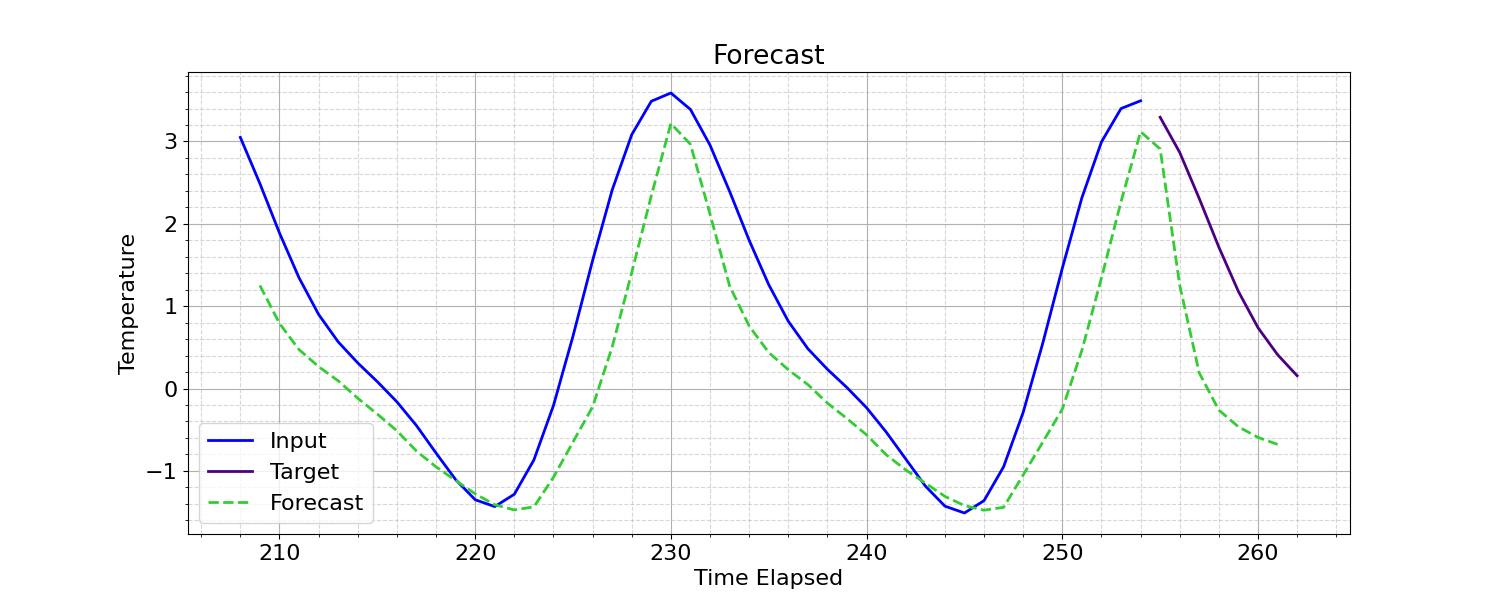 Forecast
Temperature
3
2
1
0
−1
Input
Target
Forecast
210 220 230 240 250 260
Time Elapsed